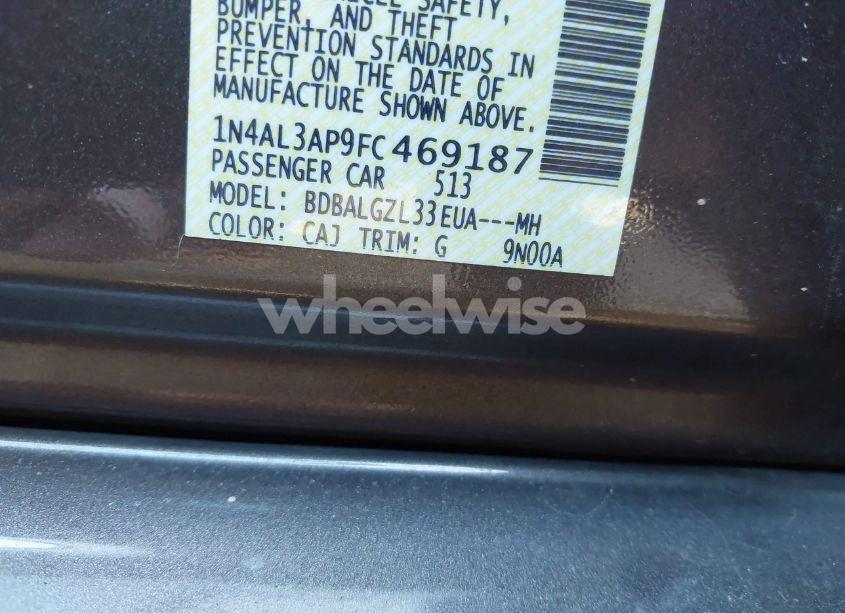 SAFETY,
BUMPER, AND THEFT
PREVENTION STANDARDS IN
EFFECT ON THE DATE OF
MANUFACTURE SHOWN ABOVE.
1N4AL3AP9FC469187
PASSENGER CAR 513
MODEL: BDBALGZL33EUA---MH
COLOR: CAJ TRIM: G 9N00A
wheelwise